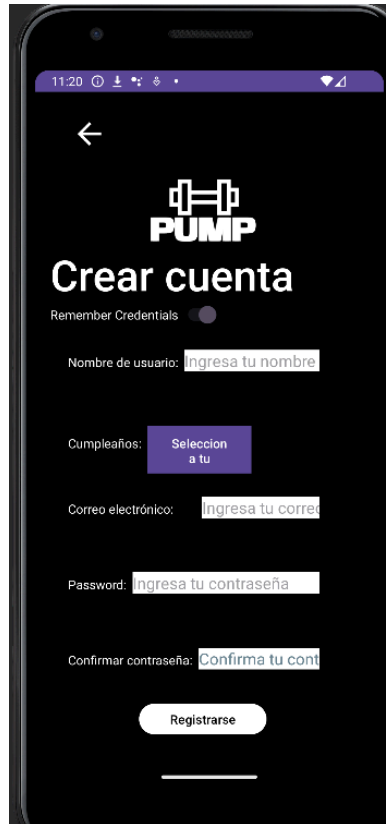 11:20
PUMP
Crear cuenta
Remember Credentials
Nombre de usuario: Ingresa tu nombre
Cumpleaños: Seleccion
a tu
Correo electrónico: Ingresa tu correo
Password: Ingresa tu contraseña
Confirmar contraseña: Confirma tu cont
Registrarse